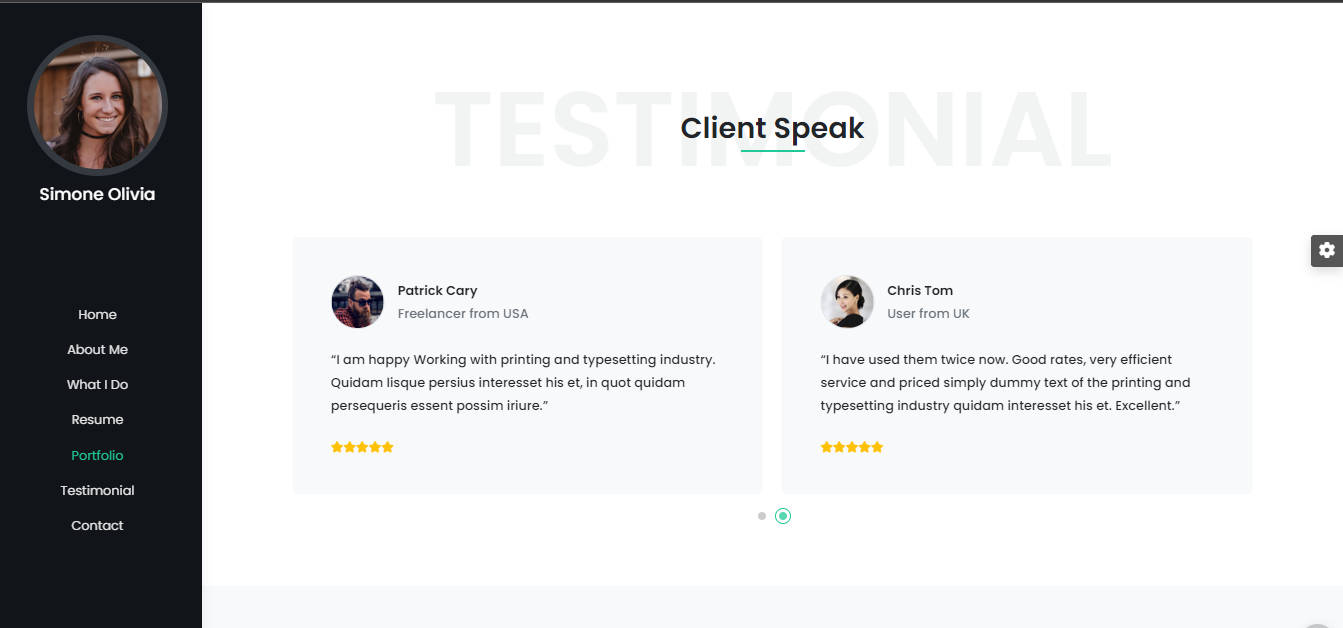 Simone Olivia
Home
About Me
What I Do
Resume
Portfolio
Testimonial
Contact
TESTIMONIAL
Client Speak
Patrick Cary
Freelancer from USA
“I am happy Working with printing and typesetting industry.
Quidam lisque persius interesset his et, in quot quidam
persequeris essent possim iriure.”
Chris Tom
User from UK
“I have used them twice now. Good rates, very efficient
service and priced simply dummy text of the printing and
typesetting industry quidam interesset his et. Excellent.”